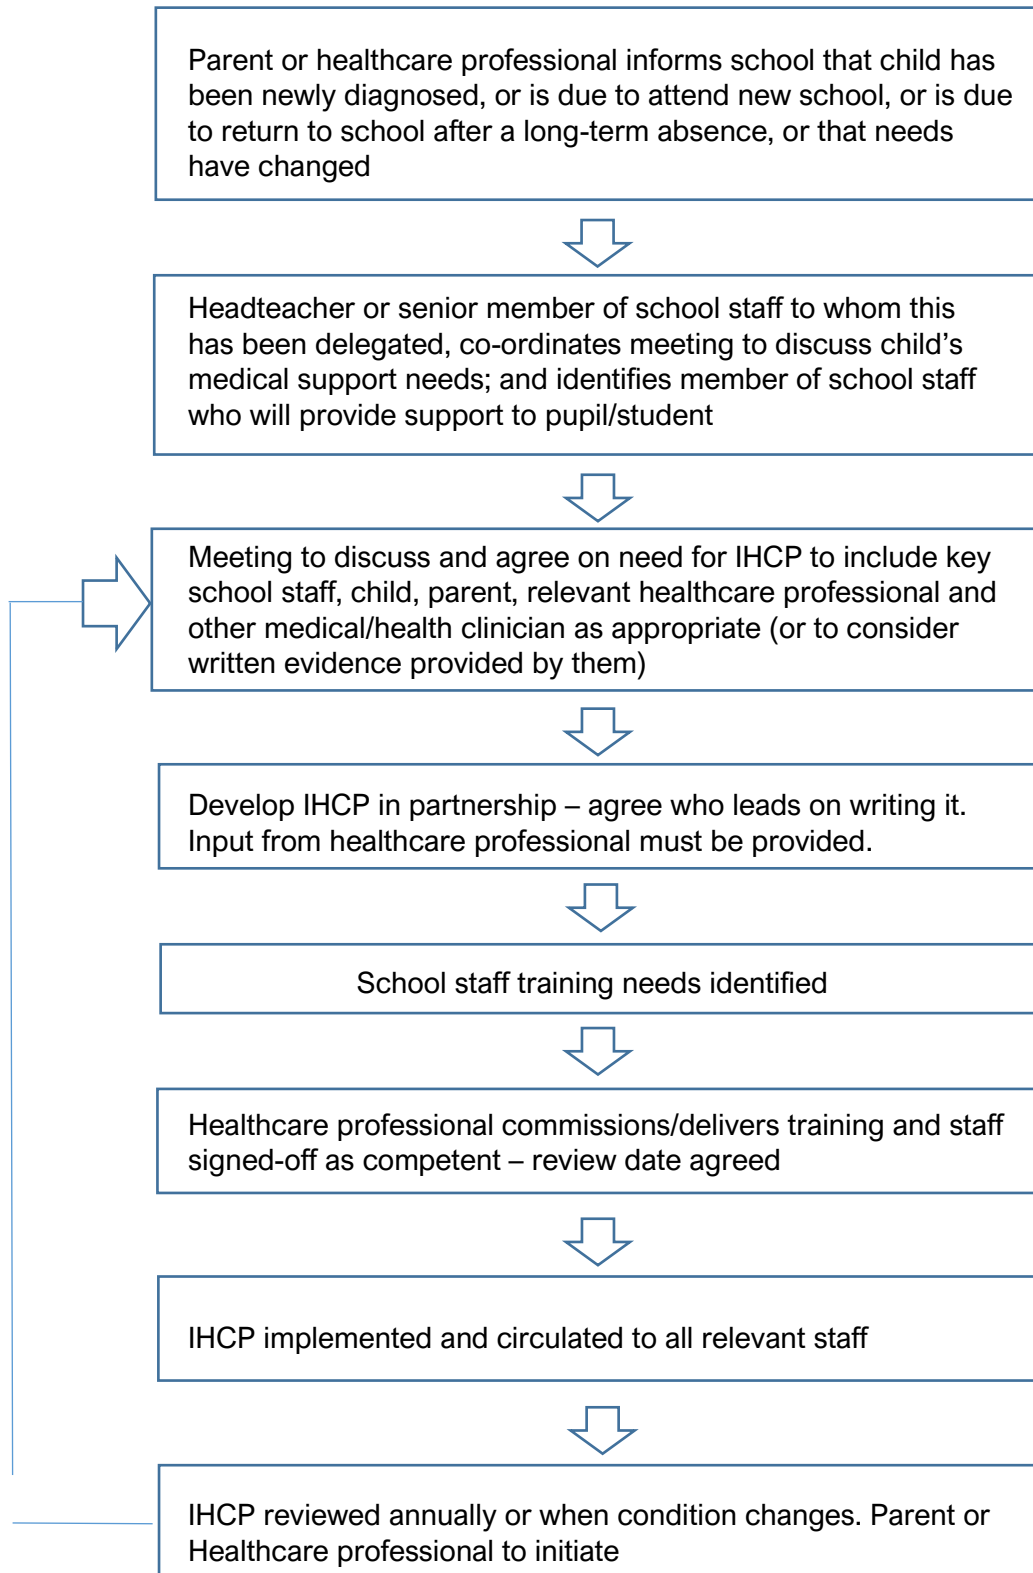 Parent or healthcare professional informs school that child has
been newly diagnosed, or is due to attend new school, or is due
to return to school after a long-term absence, or that needs
have changed
Headteacher or senior member of school staff to whom this
has been delegated, co-ordinates meeting to discuss child’s
medical support needs; and identifies member of school staff
who will provide support to pupil/student
Meeting to discuss and agree on need for IHCP to include key
school staff, child, parent, relevant healthcare professional and
other medical/health clinician as appropriate (or to consider
written evidence provided by them)
Develop IHCP in partnership – agree who leads on writing it.
Input from healthcare professional must be provided.
School staff training needs identified
Healthcare professional commissions/delivers training and staff
signed-off as competent – review date agreed
IHCP implemented and circulated to all relevant staff
IHCP reviewed annually or when condition changes. Parent or
Healthcare professional to initiate